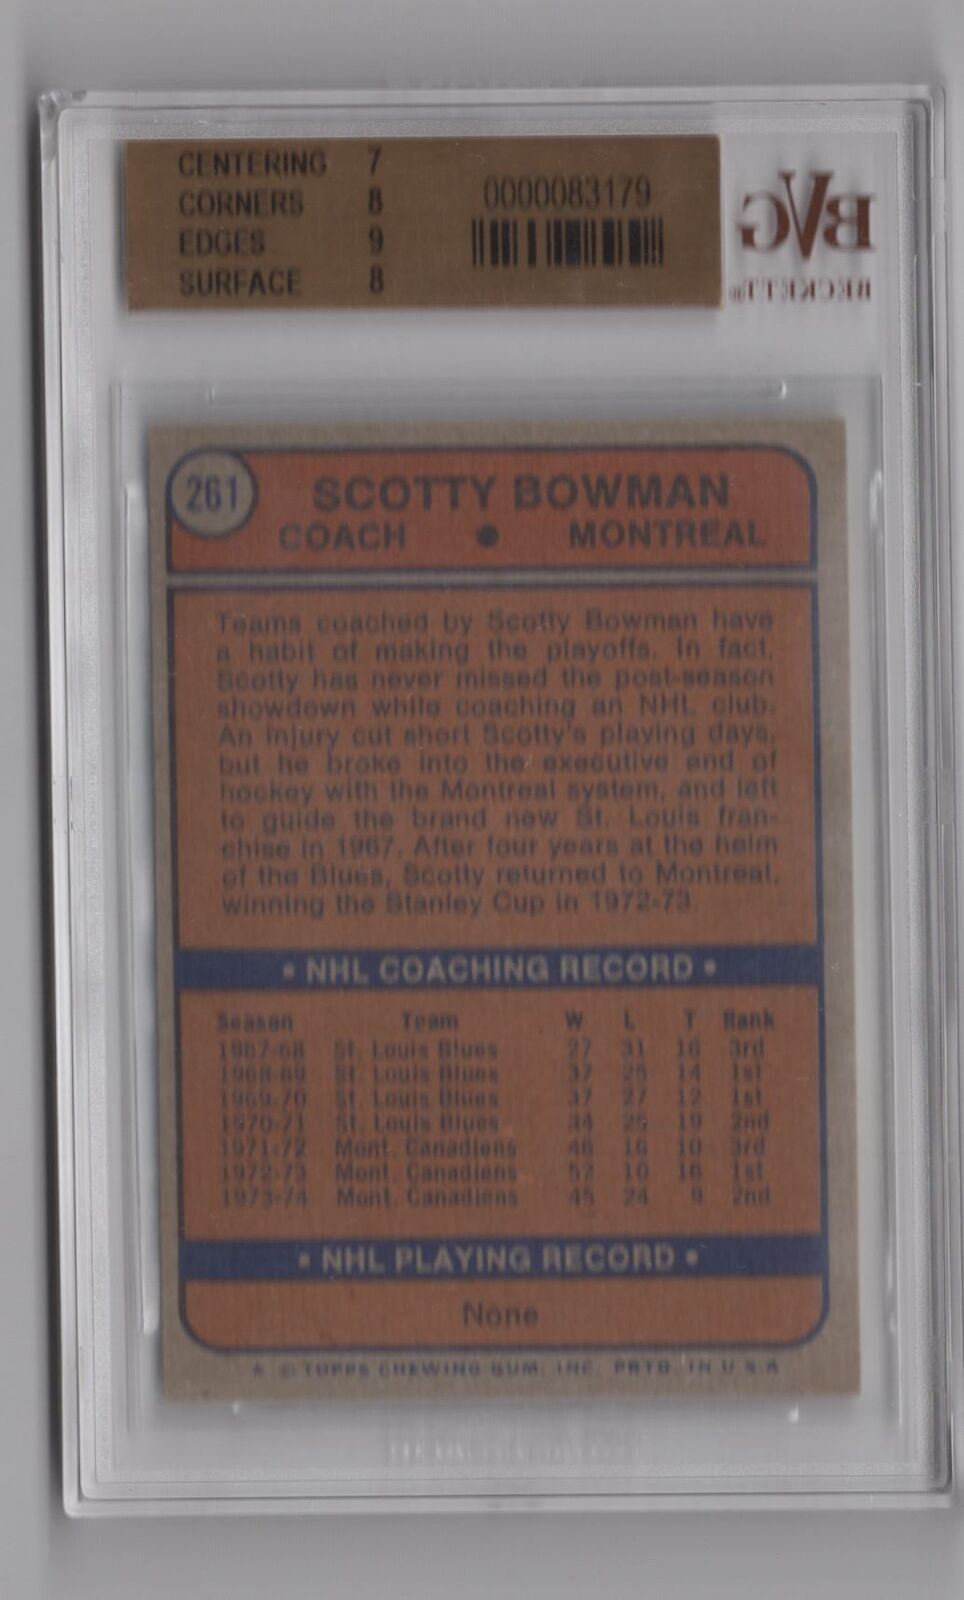 CENTERING 7
CORNERS 8
EDGES 9
SURFACE 8
0000083179
BVG
BECKETT
261
SCOTTY BOWMAN
COACH • MONTREAL
Teams coached by Scotty Bowman have
a habit of making the playoffs. In fact,
Scotty has never missed the post-season
showdown while coaching an NHL club.
An injury cut short Scotty's playing days,
but he broke into the executive end of
hockey with the Montreal system, and left
to guide the brand new St. Louis fran-
chise in 1967. After four years at the helm
of the Blues, Scotty returned to Montreal,
winning the Stanley Cup in 1972-73.
• NHL COACHING RECORD •
Season Team W L T Rank
1967-68 St. Louis Blues 27 31 16 3rd
1968-69 St. Louis Blues 37 25 14 1st
1969-70 St. Louis Blues 37 27 12 1st
1970-71 St. Louis Blues 34 25 19 2nd
1971-72 Mont. Canadiens 46 16 10 3rd
1972-73 Mont. Canadiens 52 10 16 1st
1973-74 Mont. Canadiens 45 24 9 2nd
• NHL PLAYING RECORD •
None
* © TOPPS CHEWING GUM, INC. PRTD. IN U.S.A